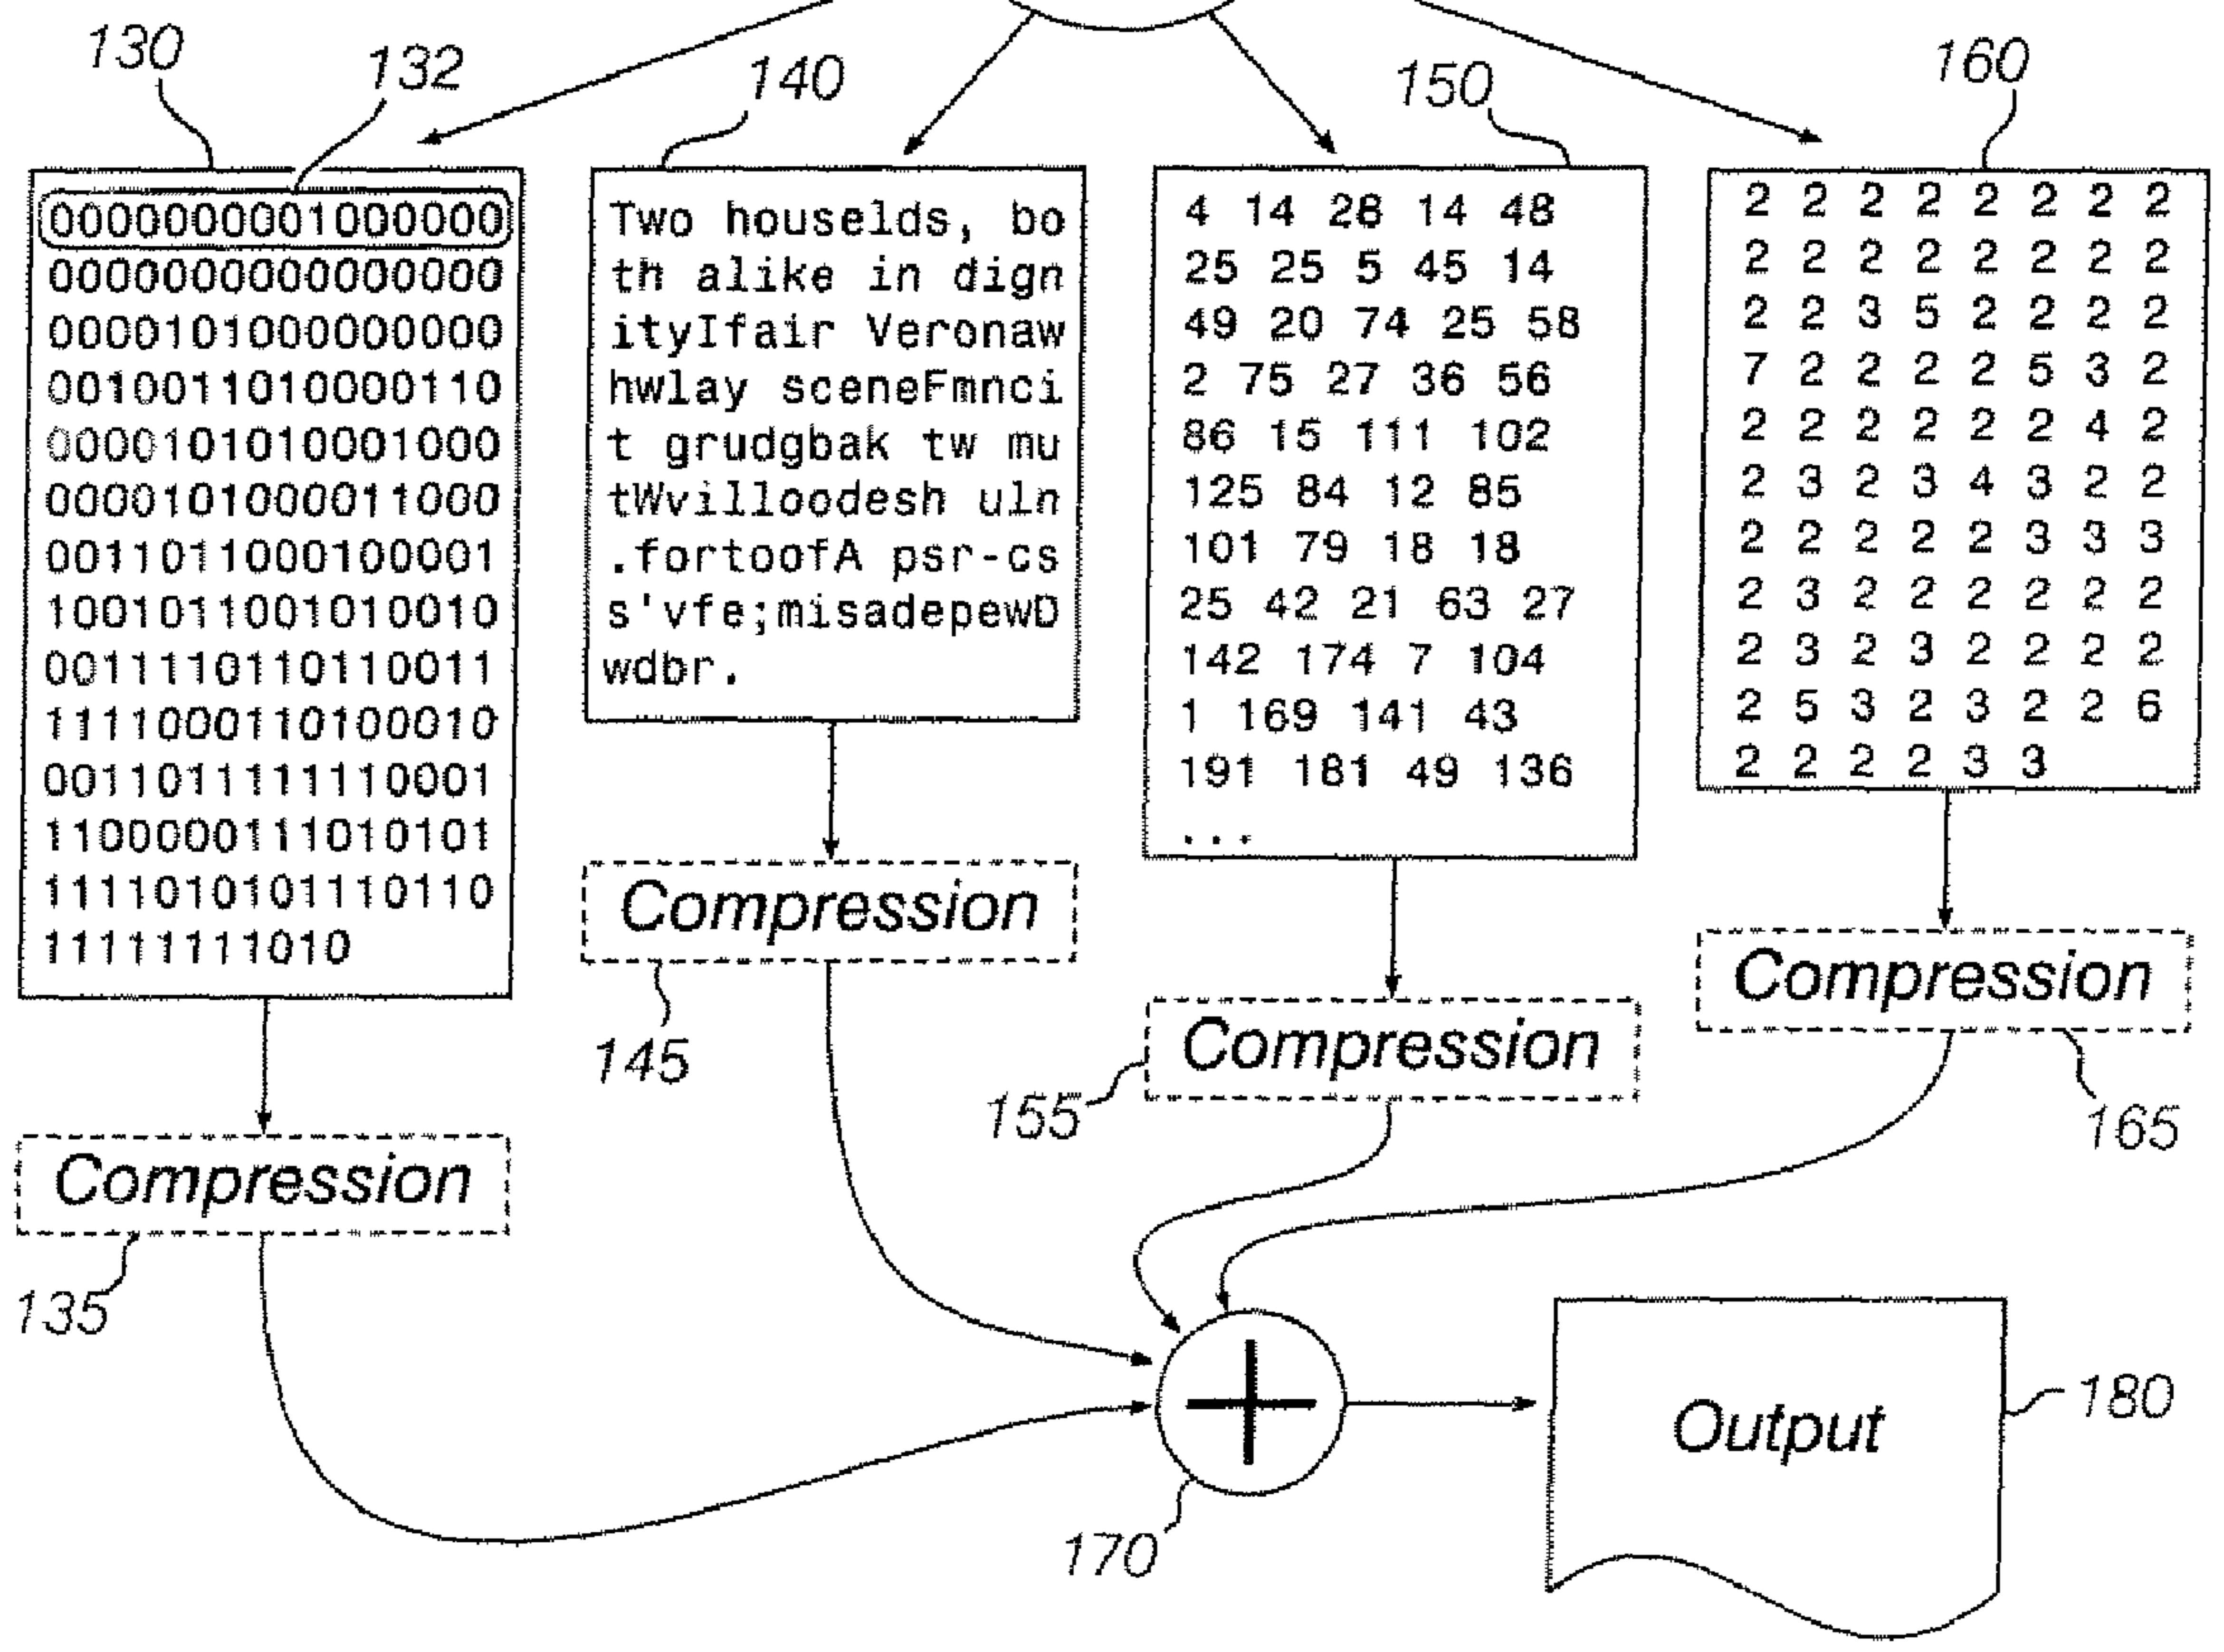 130
132
140
150
160
0000000001000000
0000000000000000
0000101000000000
0010011010000110
0000101010001000
0000101000011000
0011011000100001
1001011001010010
0011110110110011
1111000110100010
0011011111110001
1100000111010101
1111010101110110
11111111010
Two houselds, bo
th alike in dign
ityIfair Veronaw
hwlay sceneFmnci
t grudgbak tw mu
tWvilloodesh uln
.fortoofA psr-cs
s'vfe;misadepewD
wdbr.
4 14 28 14 48
25 25 5 45 14
49 20 74 25 58
2 75 27 36 56
86 15 111 102
125 84 12 85
101 79 18 18
25 42 21 63 27
142 174 7 104
1 169 141 43
191 181 49 136
...
2 2 2 2 2 2 2 2
2 2 2 2 2 2 2 2
2 2 3 5 2 2 2 2
7 2 2 2 2 5 3 2
2 2 2 2 2 2 4 2
2 3 2 3 4 3 2 2
2 2 2 2 2 3 3 3
2 3 2 2 2 2 2 2
2 3 2 3 2 2 2 2
2 5 3 2 3 2 2 6
2 2 2 2 3 3
Compression
145
Compression
155
Compression
165
Compression
135
170
Output
180